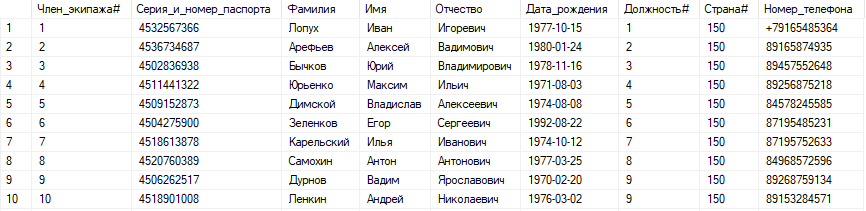 Член_экипажа# Серия_и_номер_паспорта Фамилия Имя Отчество Дата_рождения Должность# Страна# Номер_телефона
1 1 4532567366 Лопух Иван Игоревич 1977-10-15 1 150 +79165485364
2 2 4536734687 Арефьев Алексей Вадимович 1980-01-24 2 150 89165874935
3 3 4502836938 Бычков Юрий Владимирович 1978-11-16 3 150 89457552648
4 4 4511441322 Юрьенко Максим Ильич 1971-08-03 4 150 89256875218
5 5 4509152873 Димской Владислав Алексеевич 1974-08-08 5 150 84578245585
6 6 4504275900 Зеленков Егор Сергеевич 1992-08-22 6 150 87195485231
7 7 4518613878 Карельский Илья Иванович 1974-10-12 7 150 87195752633
8 8 4520760389 Самохин Антон Антонович 1977-03-25 8 150 84968572596
9 9 4506262517 Дурнов Вадим Ярославович 1970-02-20 9 150 89268759134
10 10 4518901008 Ленкин Андрей Николаевич 1976-03-02 9 150 89153284571